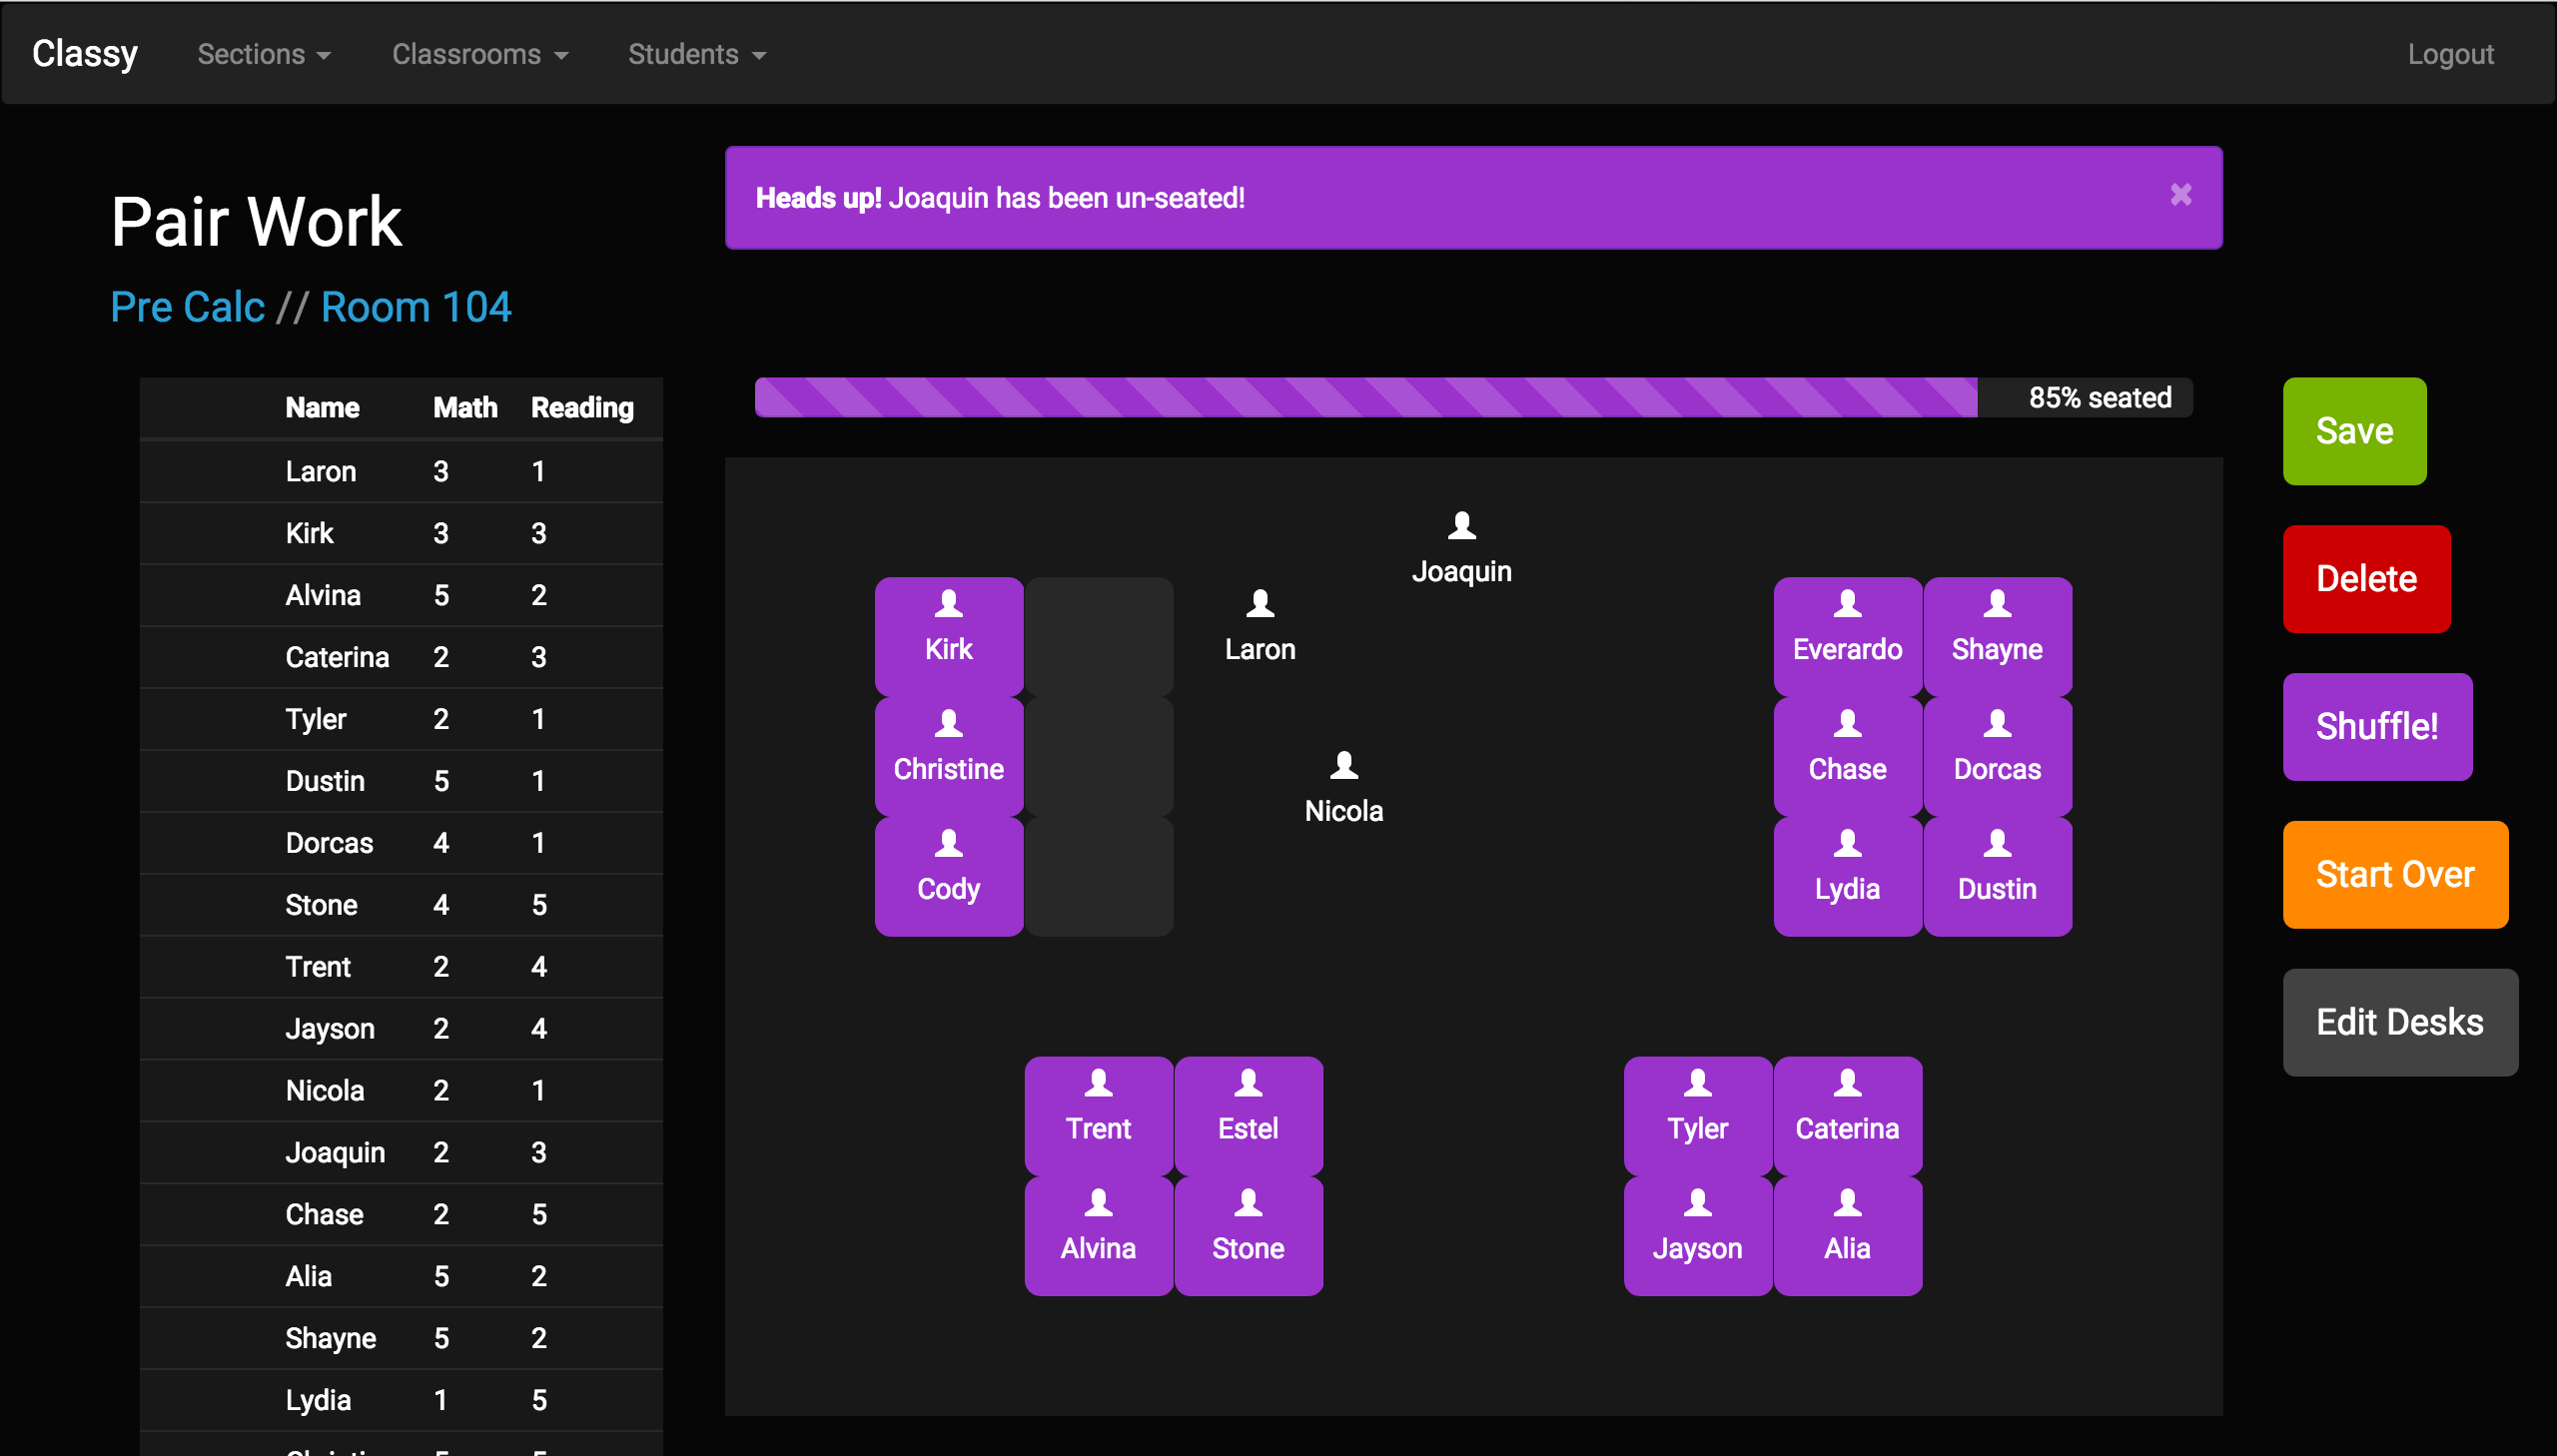 Classy Sections Classrooms Students Logout
Heads up! Joaquin has been un-seated!
Pair Work
Pre Calc // Room 104
85% seated
Name Math Reading
Laron 3 1
Kirk 3 3
Alvina 5 2
Caterina 2 3
Tyler 2 1
Dustin 5 1
Dorcas 4 1
Stone 4 5
Trent 2 4
Jayson 2 4
Nicola 2 1
Joaquin 2 3
Chase 2 5
Alia 5 2
Shayne 5 2
Lydia 1 5
Joaquin
Kirk Laron Everardo Shayne
Christine Nicola Chase Dorcas
Cody Lydia Dustin
Trent Estel Tyler Caterina
Alvina Stone Jayson Alia
Save
Delete
Shuffle!
Start Over
Edit Desks